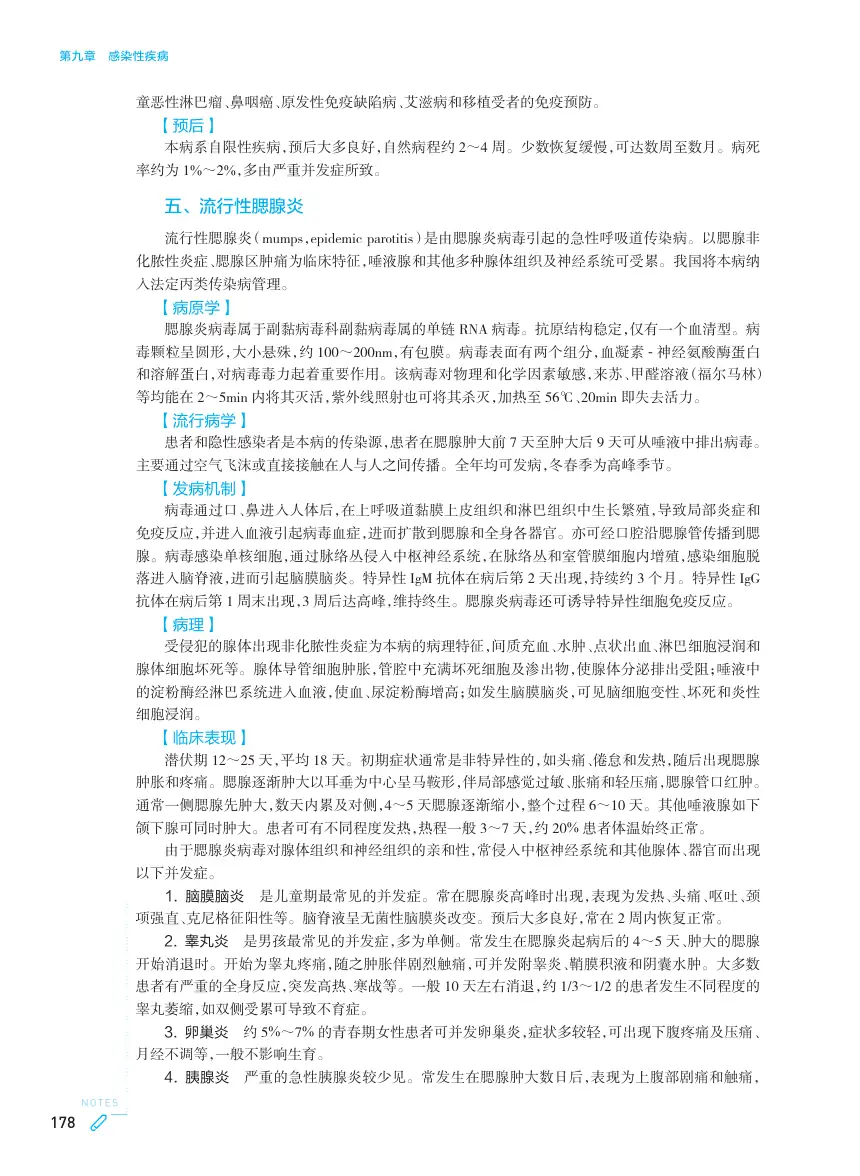 第九章 感染性疾病
童恶性淋巴瘤、鼻咽癌、原发性免疫缺陷病、艾滋病和移植受者的免疫预防。
【预后】
本病系自限性疾病,预后大多良好,自然病程约 2～4 周。少数恢复缓慢,可达数周至数月。病死
率约为 1%～2%,多由严重并发症所致。
五、流行性腮腺炎
流行性腮腺炎(mumps,epidemic parotitis)是由腮腺炎病毒引起的急性呼吸道传染病。以腮腺非
化脓性炎症、腮腺区肿痛为临床特征,唾液腺和其他多种腺体组织及神经系统可受累。我国将本病纳
入法定丙类传染病管理。
【病原学】
腮腺炎病毒属于副黏病毒科副黏病毒属的单链 RNA 病毒。抗原结构稳定,仅有一个血清型。病
毒颗粒呈圆形,大小悬殊,约 100～200nm,有包膜。病毒表面有两个组分,血凝素 - 神经氨酸酶蛋白
和溶解蛋白,对病毒毒力起着重要作用。该病毒对物理和化学因素敏感,来苏、甲醛溶液(福尔马林)
等均能在 2～5min 内将其灭活,紫外线照射也可将其杀灭,加热至 56℃、20min 即失去活力。
【流行病学】
患者和隐性感染者是本病的传染源,患者在腮腺肿大前 7 天至肿大后 9 天可从唾液中排出病毒。
主要通过空气飞沫或直接接触在人与人之间传播。全年均可发病,冬春季为高峰季节。
【发病机制】
病毒通过口、鼻进入人体后,在上呼吸道黏膜上皮组织和淋巴组织中生长繁殖,导致局部炎症和
免疫反应,并进入血液引起病毒血症,进而扩散到腮腺和全身各器官。亦可经口腔沿腮腺管传播到腮
腺。病毒感染单核细胞,通过脉络丛侵入中枢神经系统,在脉络丛和室管膜细胞内增殖,感染细胞脱
落进入脑脊液,进而引起脑膜脑炎。特异性 IgM 抗体在病后第 2 天出现,持续约 3 个月。特异性 IgG
抗体在病后第 1 周末出现,3 周后达高峰,维持终生。腮腺炎病毒还可诱导特异性细胞免疫反应。
【病理】
受侵犯的腺体出现非化脓性炎症为本病的病理特征,间质充血、水肿、点状出血、淋巴细胞浸润和
腺体细胞坏死等。腺体导管细胞肿胀,管腔中充满坏死细胞及渗出物,使腺体分泌排出受阻;唾液中
的淀粉酶经淋巴系统进入血液,使血、尿淀粉酶增高;如发生脑膜脑炎,可见脑细胞变性、坏死和炎性
细胞浸润。
【临床表现】
潜伏期 12～25 天,平均 18 天。初期症状通常是非特异性的,如头痛、倦怠和发热,随后出现腮腺
肿胀和疼痛。腮腺逐渐肿大以耳垂为中心呈马鞍形,伴局部感觉过敏、胀痛和轻压痛,腮腺管口红肿。
通常一侧腮腺先肿大,数天内累及对侧,4～5 天腮腺逐渐缩小,整个过程 6～10 天。其他唾液腺如下
颌下腺可同时肿大。患者可有不同程度发热,热程一般 3～7 天,约 20% 患者体温始终正常。
由于腮腺炎病毒对腺体组织和神经组织的亲和性,常侵入中枢神经系统和其他腺体、器官而出现
以下并发症。
1. 脑膜脑炎 是儿童期最常见的并发症。常在腮腺炎高峰时出现,表现为发热、头痛、呕吐、颈
项强直、克尼格征阳性等。脑脊液呈无菌性脑膜炎改变。预后大多良好,常在 2 周内恢复正常。
2. 睾丸炎 是男孩最常见的并发症,多为单侧。常发生在腮腺炎起病后的 4～5 天、肿大的腮腺
开始消退时。开始为睾丸疼痛,随之肿胀伴剧烈触痛,可并发附睾炎、鞘膜积液和阴囊水肿。大多数
患者有严重的全身反应,突发高热、寒战等。一般 10 天左右消退,约 1/3～1/2 的患者发生不同程度的
睾丸萎缩,如双侧受累可导致不育症。
3. 卵巢炎 约 5%～7% 的青春期女性患者可并发卵巢炎,症状多较轻,可出现下腹疼痛及压痛、
月经不调等,一般不影响生育。
4. 胰腺炎 严重的急性胰腺炎较少见。常发生在腮腺肿大数日后,表现为上腹部剧痛和触痛,
NOTES
178